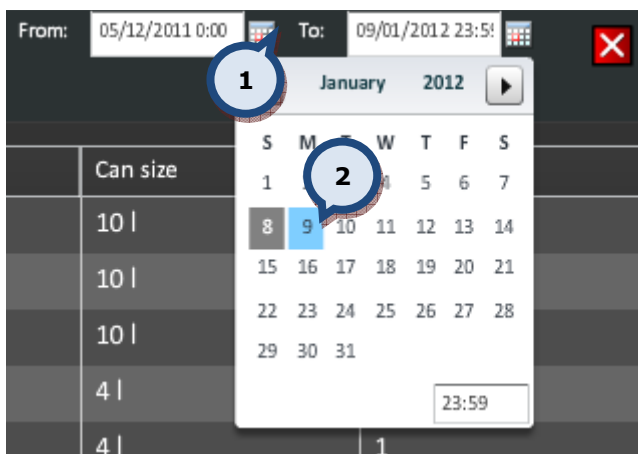 From: 05/12/2011 0:00 To: 09/01/2012 23:5
1
January 2012
S M W T F S
Can size
1 2 5 6 7
10 l
8 9 10 11 12 13 14
10 l
15 16 17 18 19 20 21
22 23 24 25 26 27 28
10 l
29 30 31
4 l
23:59
4 l 1